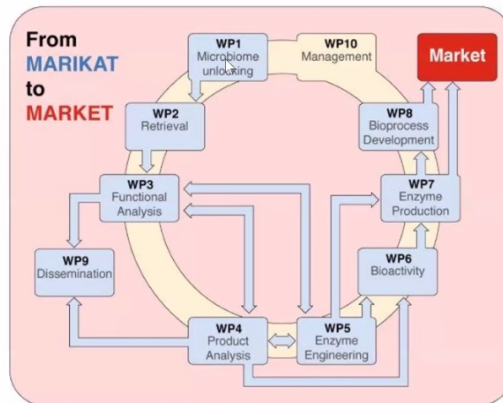 From
MARIKAT
to
MARKET
WP1
Microbiome
unlocking
WP10
Management
Market
WP2
Retrieval
WP8
Bioprocess
Development
WP3
Functional
Analysis
WP7
Enzyme
Production
WP9
Dissemination
WP6
Bioactivity
WP4
Product
Analysis
WP5
Enzyme
Engineering